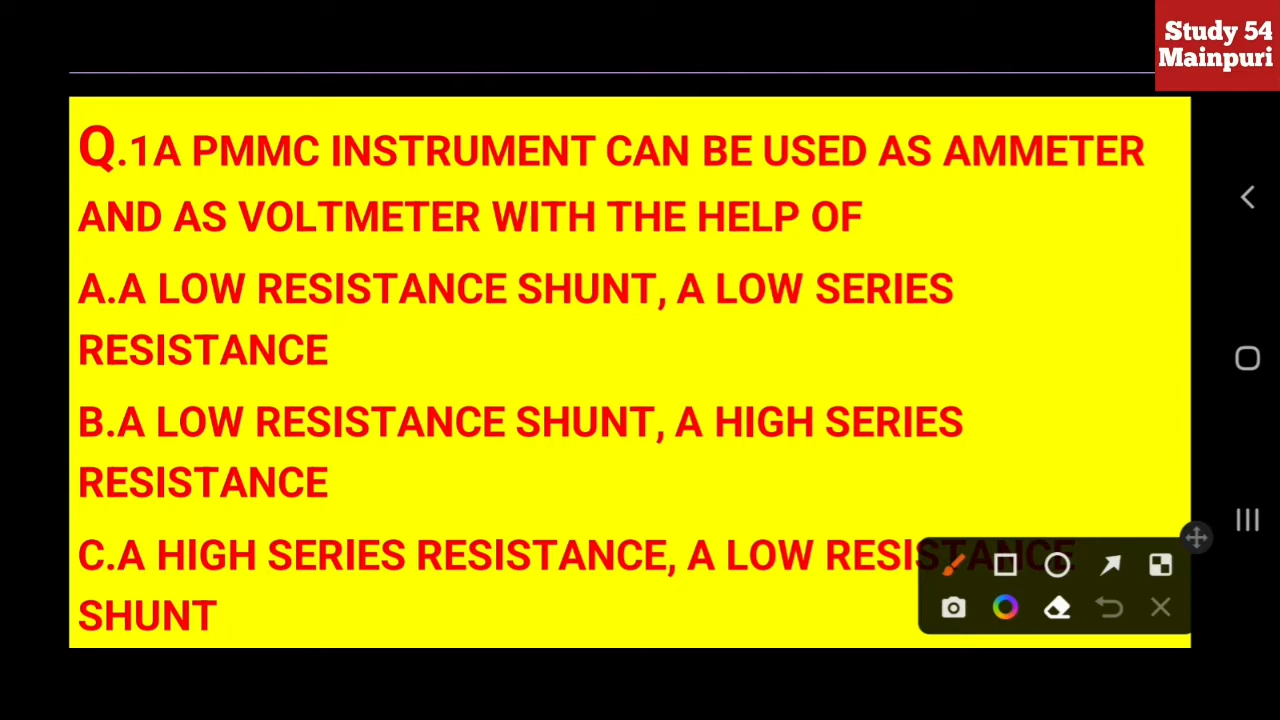 Study 54
Mainpuri
Q.1A PMMC INSTRUMENT CAN BE USED AS AMMETER
AND AS VOLTMETER WITH THE HELP OF
A.A LOW RESISTANCE SHUNT, A LOW SERIES
RESISTANCE
B.A LOW RESISTANCE SHUNT, A HIGH SERIES
RESISTANCE
C.A HIGH SERIES RESISTANCE, A LOW RESISTANCE
SHUNT